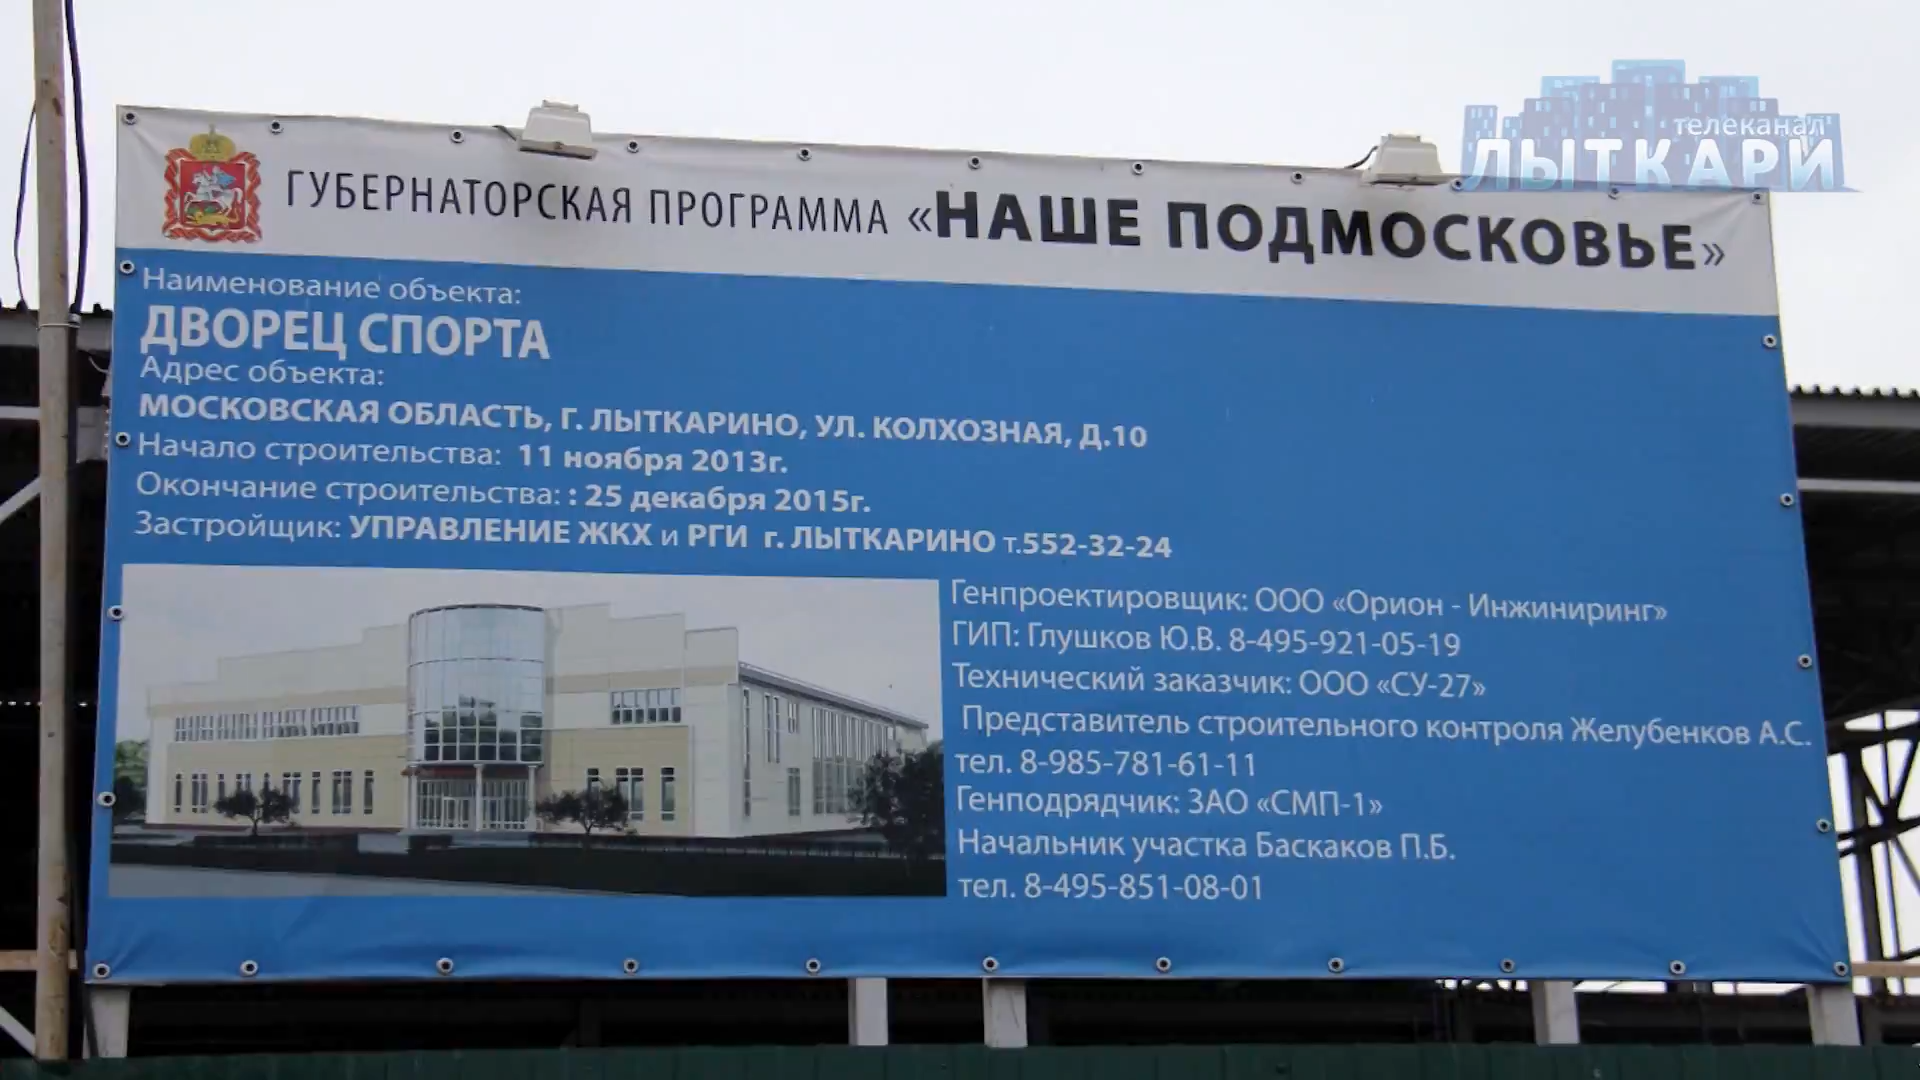 телеканал
ЛЫТКАРИ
ГУБЕРНАТОРСКАЯ ПРОГРАММА «НАШЕ ПОДМОСКОВЬЕ»
Наименование объекта:
ДВОРЕЦ СПОРТА
Адрес объекта:
МОСКОВСКАЯ ОБЛАСТЬ, Г. ЛЫТКАРИНО, УЛ. КОЛХОЗНАЯ, Д.10
Начало строительства: 11 ноября 2013г.
Окончание строительства: : 25 декабря 2015г.
Застройщик: УПРАВЛЕНИЕ ЖКХ и РГИ г. ЛЫТКАРИНО т.552-32-24
Генпроектировщик: ООО «Орион - Инжиниринг»
ГИП: Глушков Ю.В. 8-495-921-05-19
Технический заказчик: ООО «СУ-27»
Представитель строительного контроля Желубенков А.С.
тел. 8-985-781-61-11
Генподрядчик: ЗАО «СМП-1»
Начальник участка Баскаков П.Б.
тел. 8-495-851-08-01